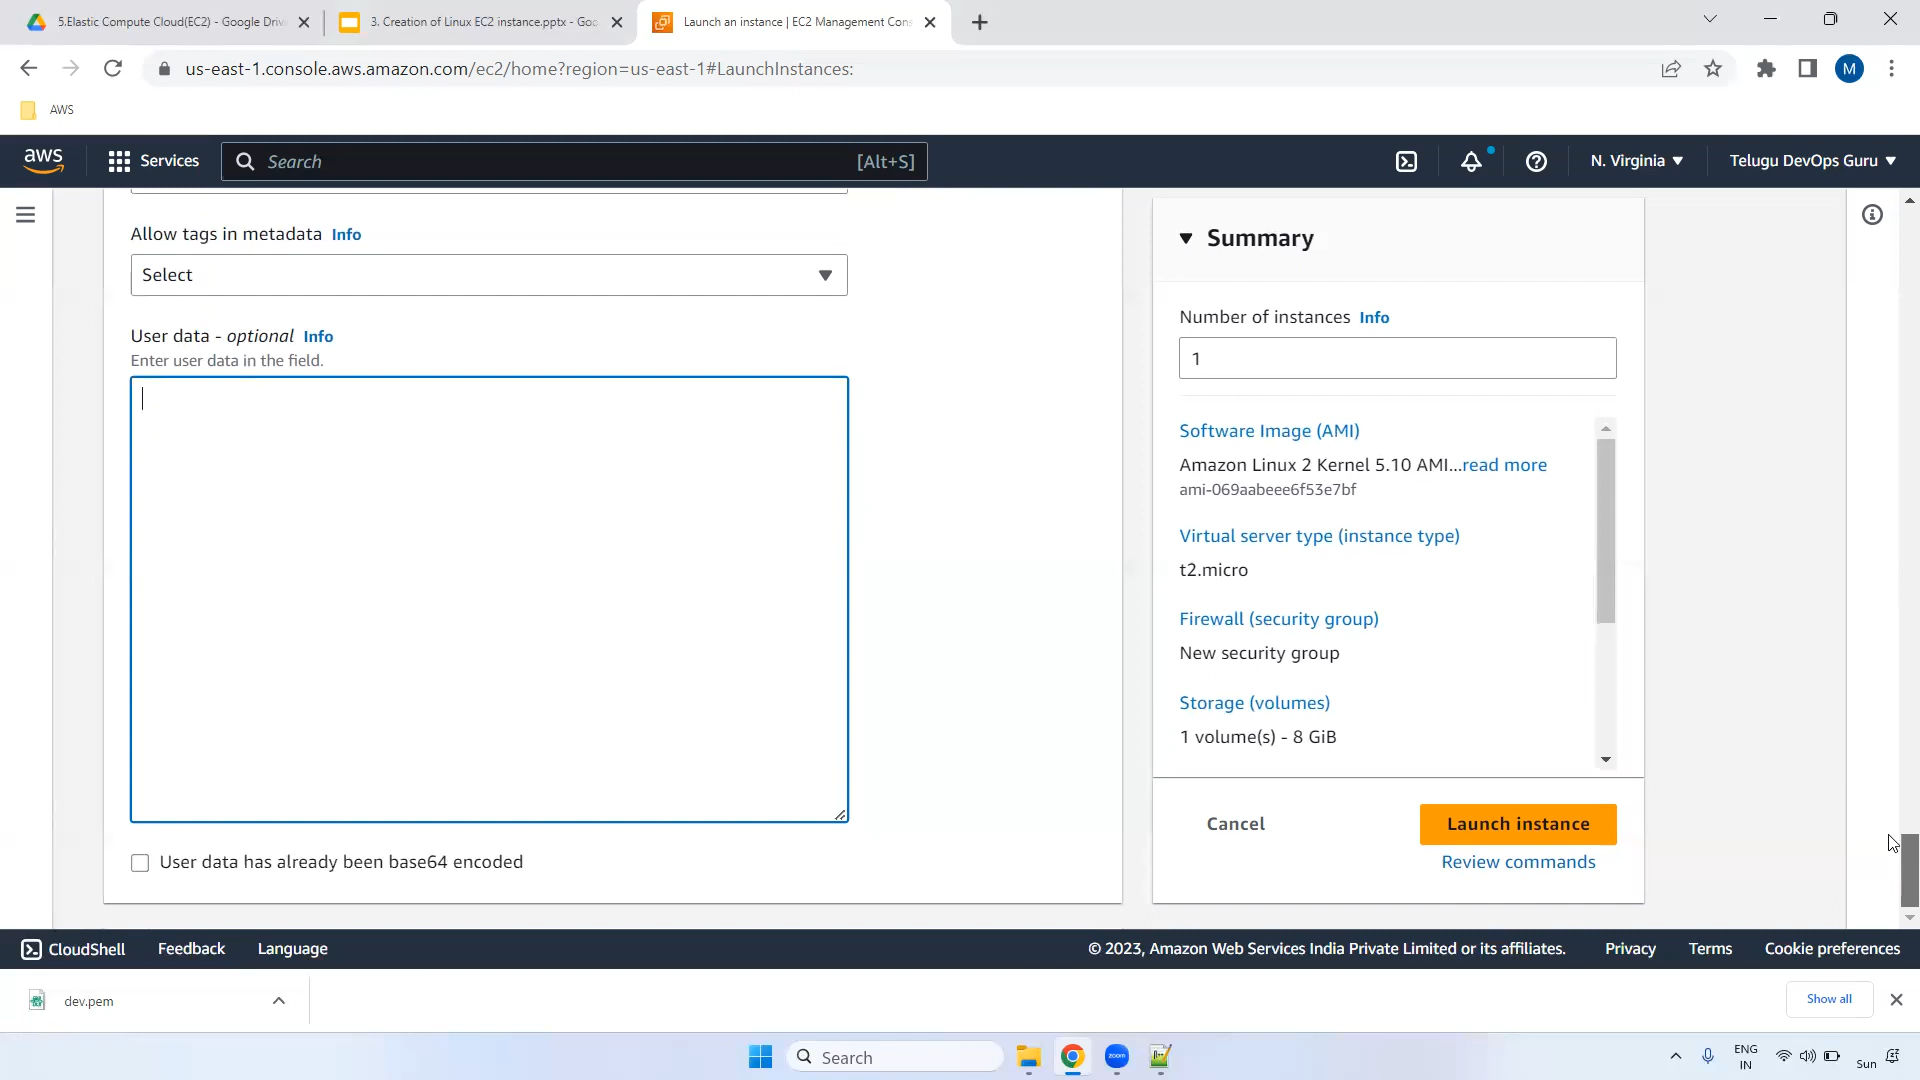 5.Elastic Compute Cloud(EC2) - Google Driv
3. Creation of Linux EC2 instance.pptx - Goo
Launch an instance | EC2 Management Cons
us-east-1.console.aws.amazon.com/ec2/home?region=us-east-1#LaunchInstances:
M
AWS
aws
Services
Search
[Alt+S]
N. Virginia
Telugu DevOps Guru
Allow tags in metadata Info
Select
User data - optional Info
Enter user data in the field.
User data has already been base64 encoded
Summary
Number of instances Info
1
Software Image (AMI)
Amazon Linux 2 Kernel 5.10 AMI...read more
ami-069aabeee6f53e7bf
Virtual server type (instance type)
t2.micro
Firewall (security group)
New security group
Storage (volumes)
1 volume(s) - 8 GiB
Cancel
Launch instance
Review commands
CloudShell
Feedback
Language
© 2023, Amazon Web Services India Private Limited or its affiliates.
Privacy
Terms
Cookie preferences
dev.pem
Show all
Search
zoom
ENG
IN
Sun